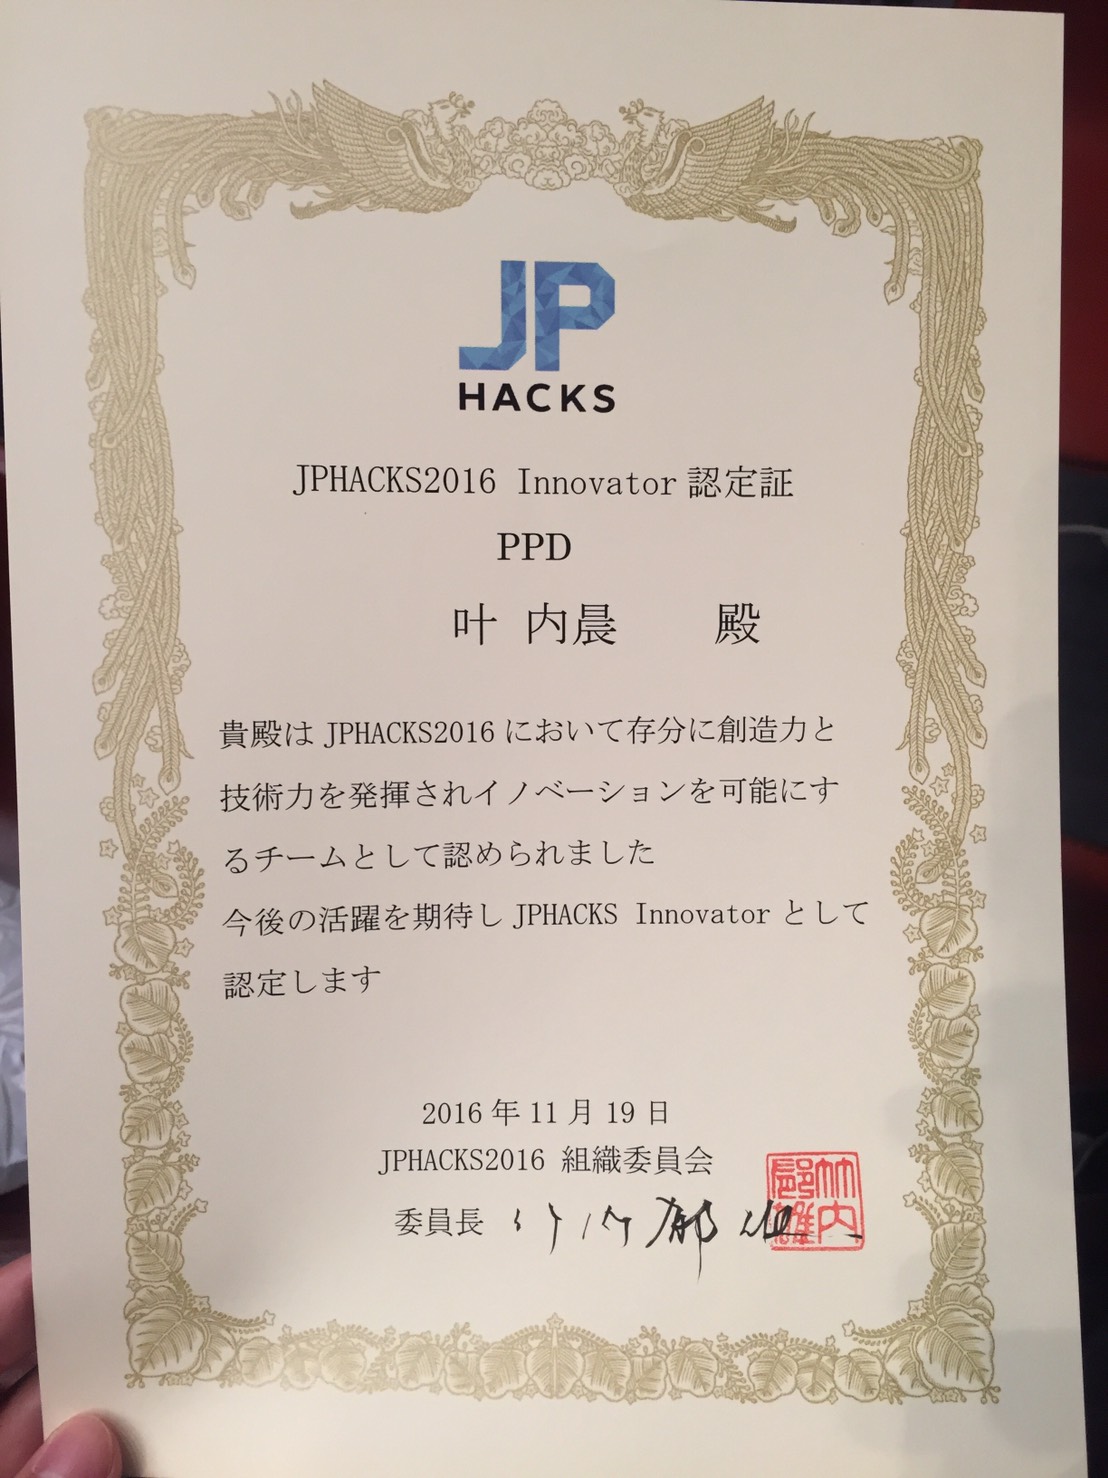 JP
HACKS
JPHACKS2016 Innovator 認定証
PPD
叶 内晨 殿
貴殿は JPHACKS2016 において存分に創造力と
技術力を発揮されイノベーションを可能にす
るチームとして認められました
今後の活躍を期待し JPHACKS Innovator として
認定します
2016 年 11 月 19 日
JPHACKS2016 組織委員会
委員長 竹内郁雄
竹内
郁雄